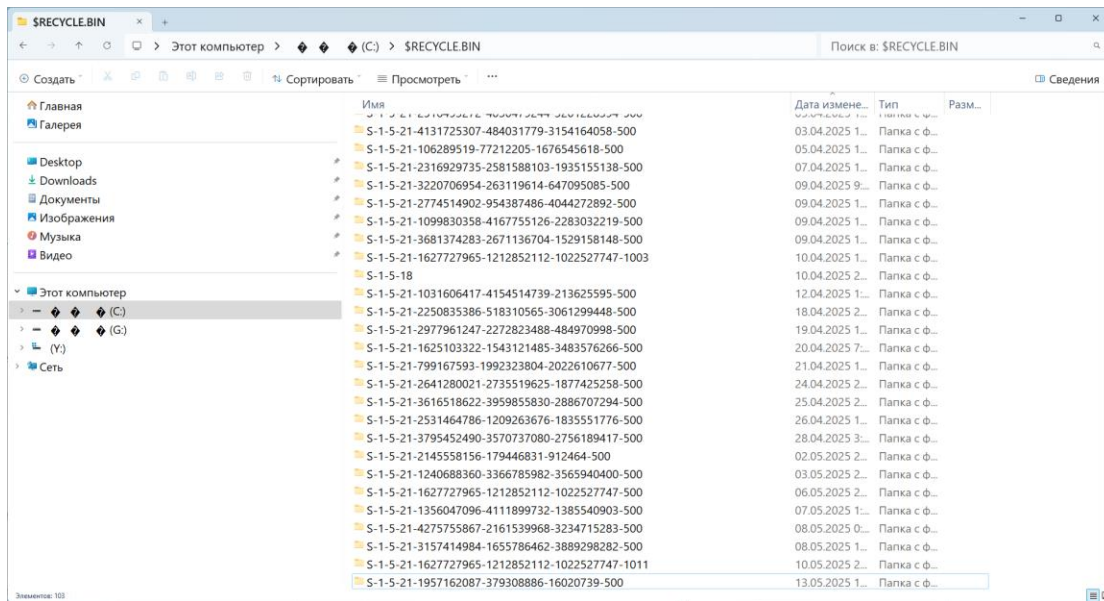 $RECYCLE.BIN
Этот компьютер > � � � (C:) > $RECYCLE.BIN
Поиск в: $RECYCLE.BIN
Создать
Сортировать
Просмотреть
...
Сведения
Главная
Галерея
Desktop
Downloads
Документы
Изображения
Музыка
Видео
Этот компьютер
� � � (C:)
� � � (G:)
(Y:)
Сеть
Имя Дата измене... Тип Разм...
S-1-5-21-4131725307-484031779-3154164058-500 03.04.2025 1... Папка с ф...
S-1-5-21-106289519-77212205-1676545618-500 05.04.2025 1... Папка с ф...
S-1-5-21-2316929735-2581588103-1935155138-500 07.04.2025 1... Папка с ф...
S-1-5-21-3220706954-263119614-647095085-500 09.04.2025 9:... Папка с ф...
S-1-5-21-2774514902-954387486-4044272892-500 09.04.2025 1... Папка с ф...
S-1-5-21-1099830358-4167755126-2283032219-500 09.04.2025 1... Папка с ф...
S-1-5-21-3681374283-2671136704-1529158148-500 09.04.2025 1... Папка с ф...
S-1-5-21-1627727965-1212852112-1022527747-1003 10.04.2025 1... Папка с ф...
S-1-5-18 10.04.2025 2... Папка с ф...
S-1-5-21-1031606417-4154514739-213625595-500 12.04.2025 1:... Папка с ф...
S-1-5-21-2250835386-518310565-3061299448-500 18.04.2025 2... Папка с ф...
S-1-5-21-2977961247-2272823488-484970998-500 19.04.2025 1... Папка с ф...
S-1-5-21-1625103322-1543121485-3483576266-500 20.04.2025 7:... Папка с ф...
S-1-5-21-799167593-1992323804-2022610677-500 21.04.2025 1... Папка с ф...
S-1-5-21-2641280021-2735519625-1877425258-500 24.04.2025 2... Папка с ф...
S-1-5-21-3616518622-3959855830-2886707294-500 25.04.2025 2... Папка с ф...
S-1-5-21-2531464786-1209263676-1835551776-500 26.04.2025 1... Папка с ф...
S-1-5-21-3795452490-3570737080-2756189417-500 28.04.2025 3:... Папка с ф...
S-1-5-21-2145558156-179446831-912464-500 02.05.2025 2... Папка с ф...
S-1-5-21-1240688360-3366785982-3565940400-500 03.05.2025 2... Папка с ф...
S-1-5-21-1627727965-1212852112-1022527747-500 06.05.2025 2... Папка с ф...
S-1-5-21-1356047096-4111899732-1385540903-500 07.05.2025 1:... Папка с ф...
S-1-5-21-4275755867-2161539968-3234715283-500 08.05.2025 0:... Папка с ф...
S-1-5-21-3157414984-1655786462-3889298282-500 08.05.2025 1... Папка с ф...
S-1-5-21-1627727965-1212852112-1022527747-1011 10.05.2025 2... Папка с ф...
S-1-5-21-1957162087-379308886-16020739-500 13.05.2025 1... Папка с ф...
Элементов: 103